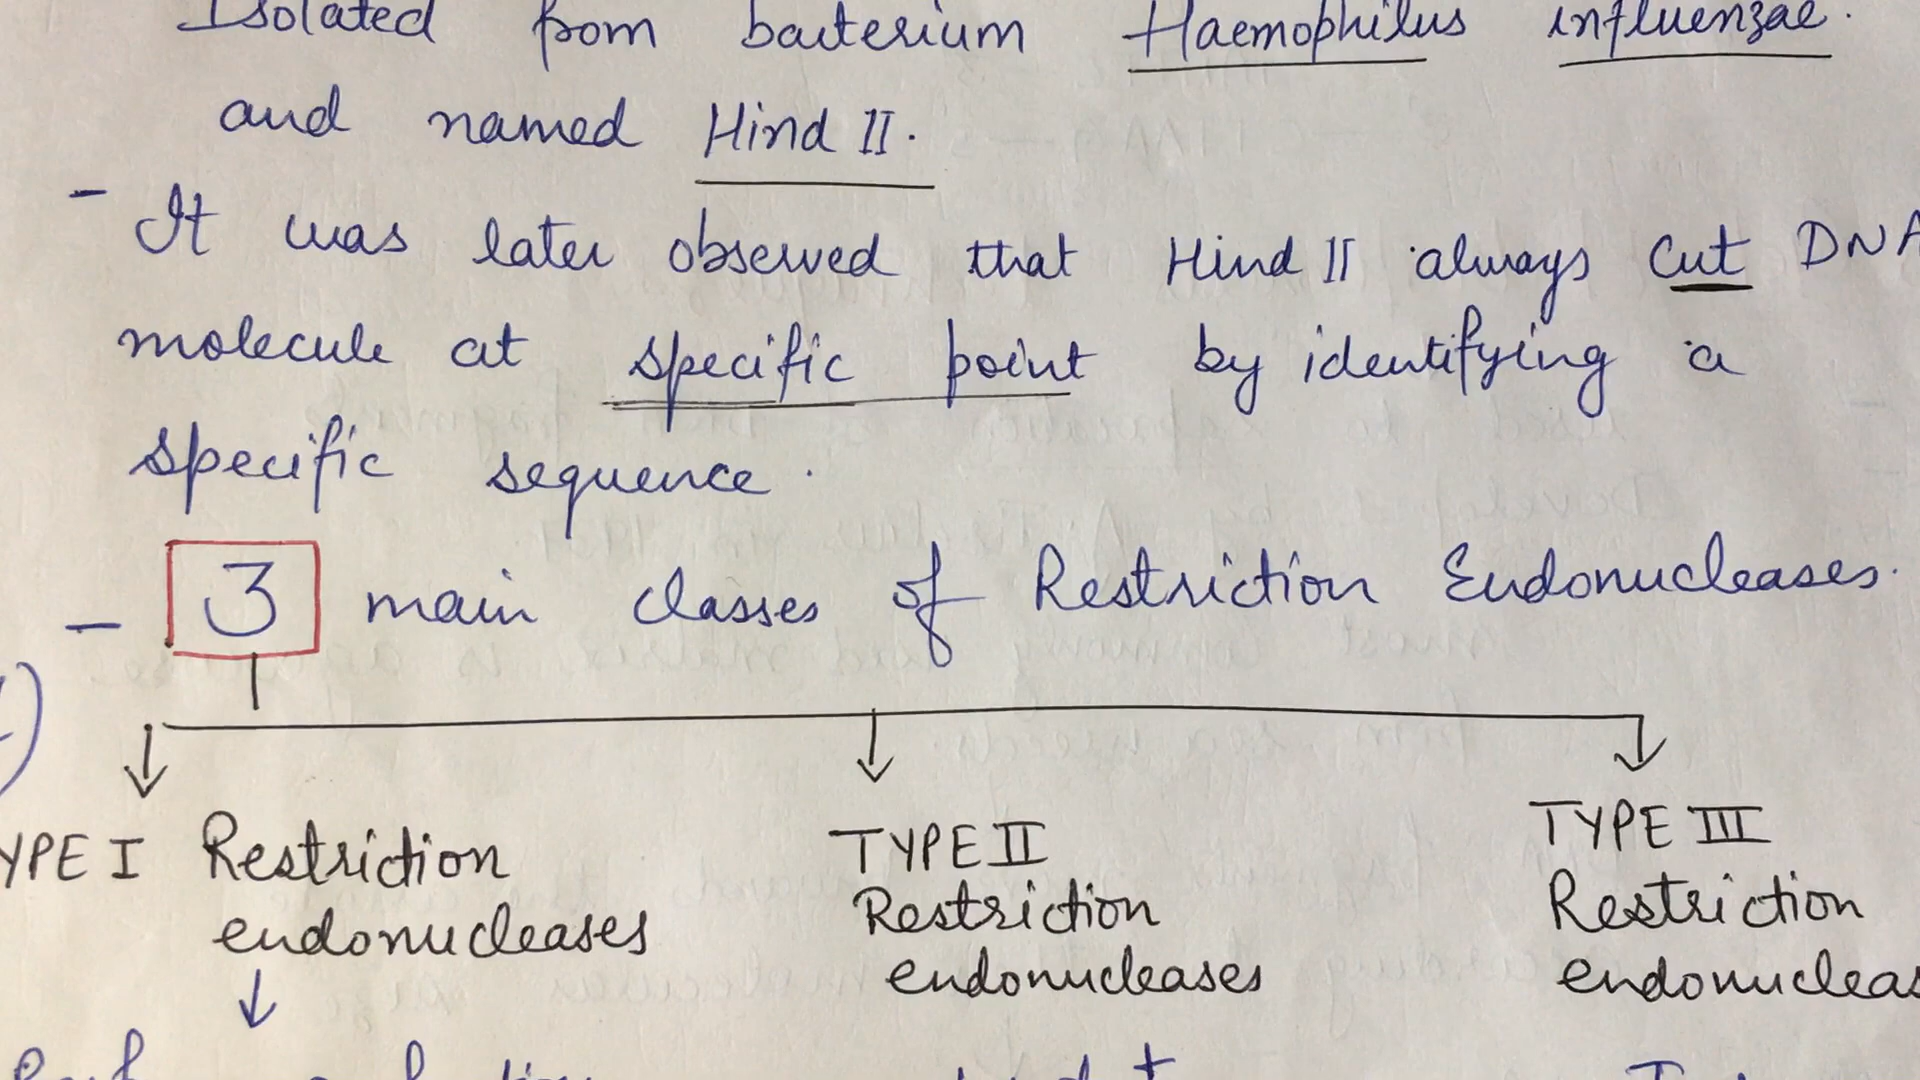 Isolated from bacterium Haemophilus influenzae.
and named Hind II.
- It was later observed that Hind II always cut DNA
molecule at specific point by identifying a
specific sequence.
- 3 main classes of Restriction Endonucleases.
YPE I Restriction
endonucleases
TYPE II
Restriction
endonucleases
TYPE III
Restriction
endonucleas